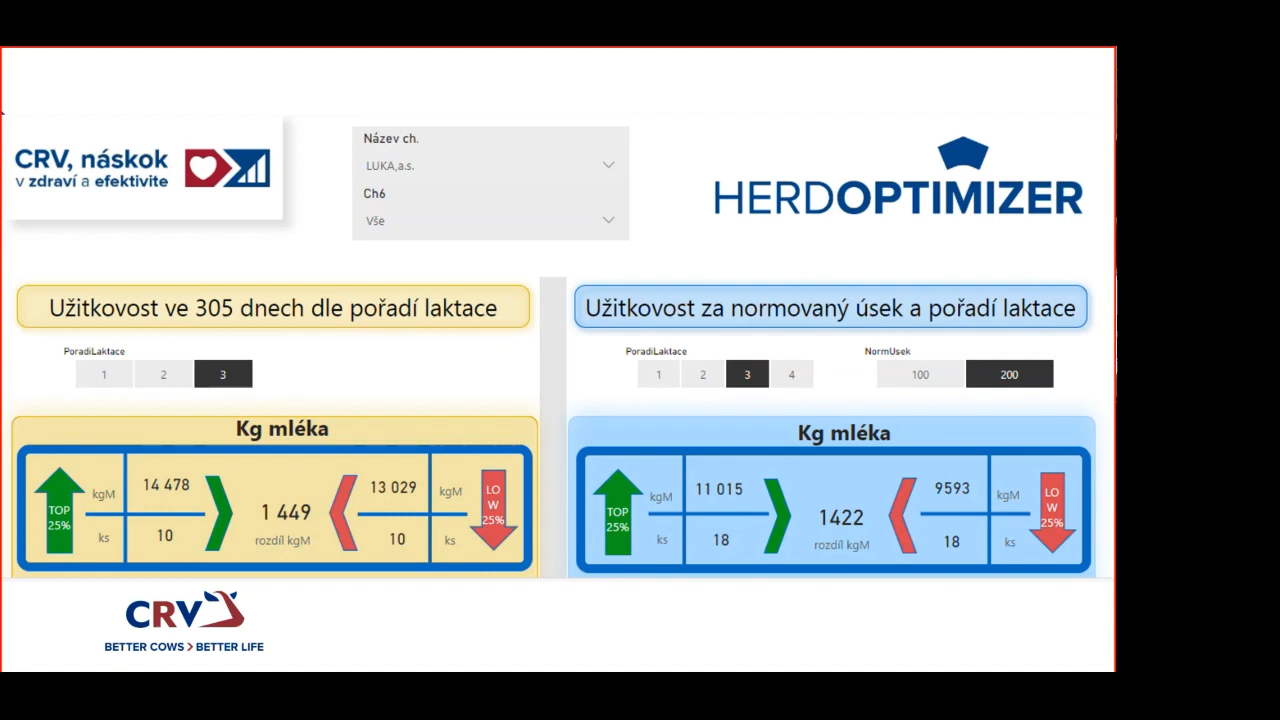 CRV, náskok
v zdraví a efektivite
Název ch.
LUKA,a.s.
Ch6
Vše
HERDOPTIMIZER
Užitkovost ve 305 dnech dle pořadí laktace
PoradiLaktace
1 2 3
Kg mléka
TOP
25%
kgM
14 478
ks
10
1 449
rozdíl kgM
13 029
10
kgM
ks
LO
W
25%
Užitkovost za normovaný úsek a pořadí laktace
PoradiLaktace
1 2 3 4
NormUsek
100 200
Kg mléka
TOP
25%
kgM
11 015
ks
18
1422
rozdíl kgM
9593
18
kgM
ks
LO
W
25%
CRV
BETTER COWS > BETTER LIFE